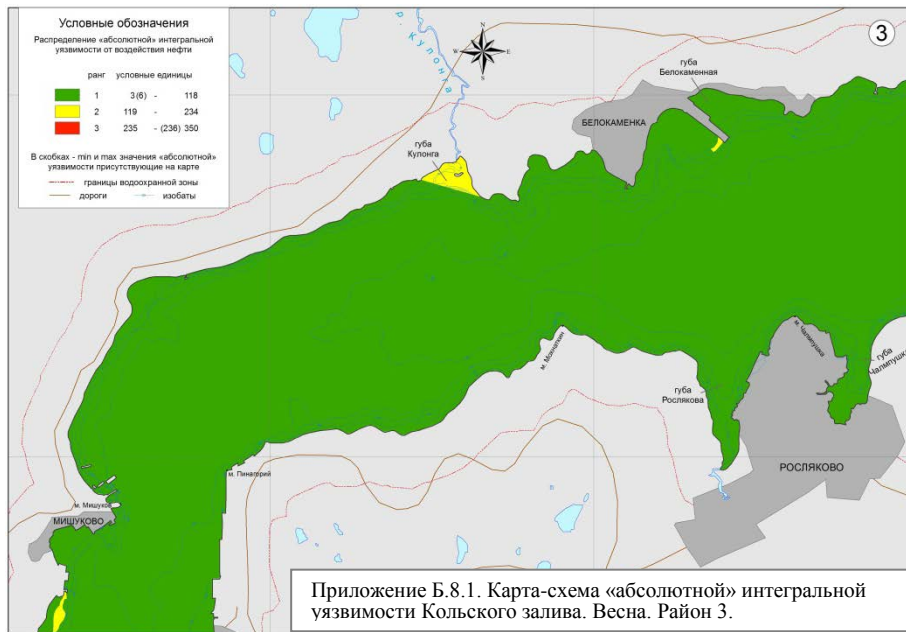 Условные обозначения
Распределение «абсолютной» интегральной
уязвимости от воздействия нефти
ранг условные единицы
1 3 (6) - 118
2 119 - 234
3 235 - (236) 350
В скобках - min и max значения «абсолютной»
уязвимости присутствующие на карте
границы водоохранной зоны
дороги изобаты
р. Кулонга
N
W E
S
3
губа
Белокаменная
БЕЛОКАМЕНКА
губа
Кулонга
м. Мохнаткин
м. Чалмпушка
губа
Чалмпушка
губа
Рослякова
РОСЛЯКОВО
м. Пинагорий
м. Мишуков
МИШУКОВО
Приложение Б.8.1. Карта-схема «абсолютной» интегральной
уязвимости Кольского залива. Весна. Район 3.